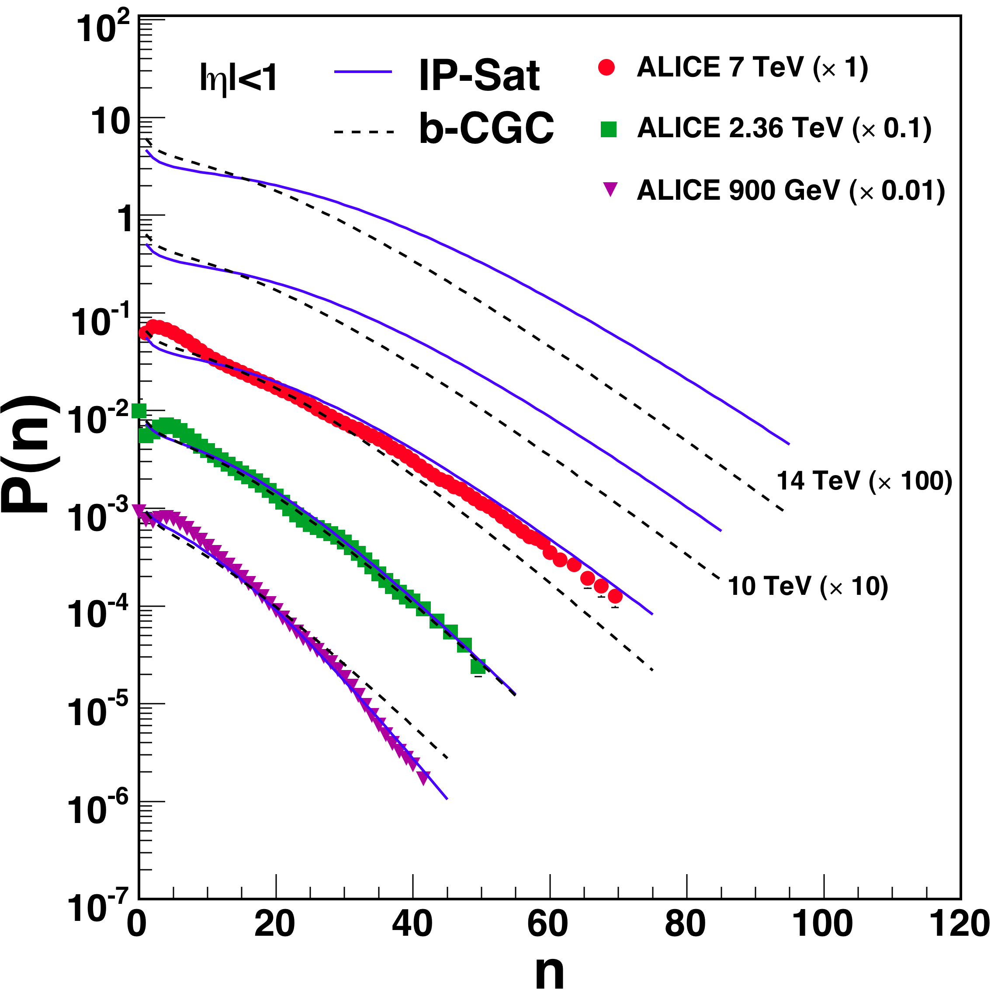 10^2
10
1
10^-1
10^-2
10^-3
10^-4
10^-5
10^-6
10^-7
P(n)
|η|<1
IP-Sat
b-CGC
ALICE 7 TeV (× 1)
ALICE 2.36 TeV (× 0.1)
ALICE 900 GeV (× 0.01)
14 TeV (× 100)
10 TeV (× 10)
0 20 40 60 80 100 120
n